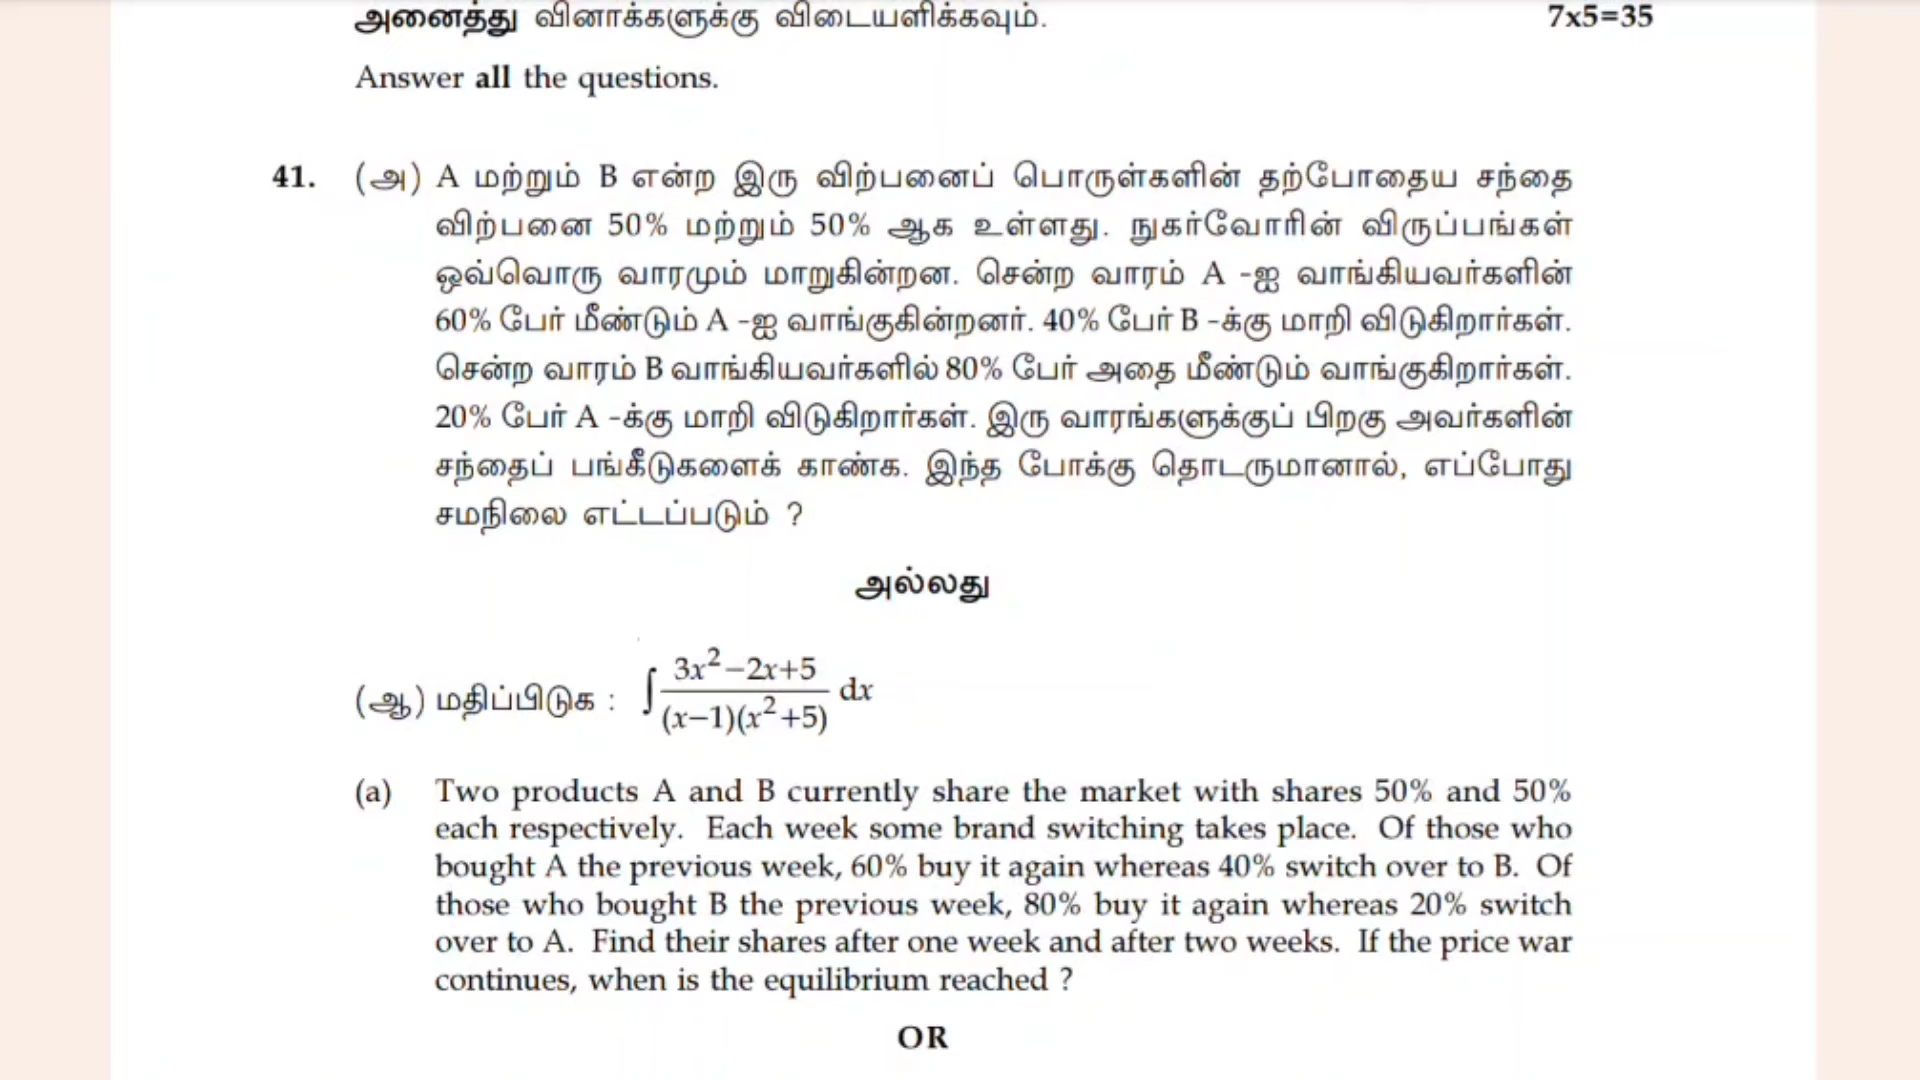 அனைத்து வினாக்களுக்கு விடையளிக்கவும். 7x5=35
Answer all the questions.
41. (அ) A மற்றும் B என்ற இரு விற்பனைப் பொருள்களின் தற்போதைய சந்தை
விற்பனை 50% மற்றும் 50% ஆக உள்ளது. நுகர்வோரின் விருப்பங்கள்
ஒவ்வொரு வாரமும் மாறுகின்றன. சென்ற வாரம் A -ஐ வாங்கியவர்களின்
60% பேர் மீண்டும் A -ஐ வாங்குகின்றனர். 40% பேர் B -க்கு மாறி விடுகிறார்கள்.
சென்ற வாரம் B வாங்கியவர்களில் 80% பேர் அதை மீண்டும் வாங்குகிறார்கள்.
20% பேர் A -க்கு மாறி விடுகிறார்கள். இரு வாரங்களுக்குப் பிறகு அவர்களின்
சந்தைப் பங்கீடுகளைக் காண்க. இந்த போக்கு தொடருமானால், எப்போது
சமநிலை எட்டப்படும் ?
அல்லது
(ஆ) மதிப்பிடுக : ∫ (3x²−2x+5)/((x−1)(x²+5)) dx
(a) Two products A and B currently share the market with shares 50% and 50%
each respectively. Each week some brand switching takes place. Of those who
bought A the previous week, 60% buy it again whereas 40% switch over to B. Of
those who bought B the previous week, 80% buy it again whereas 20% switch
over to A. Find their shares after one week and after two weeks. If the price war
continues, when is the equilibrium reached ?
OR